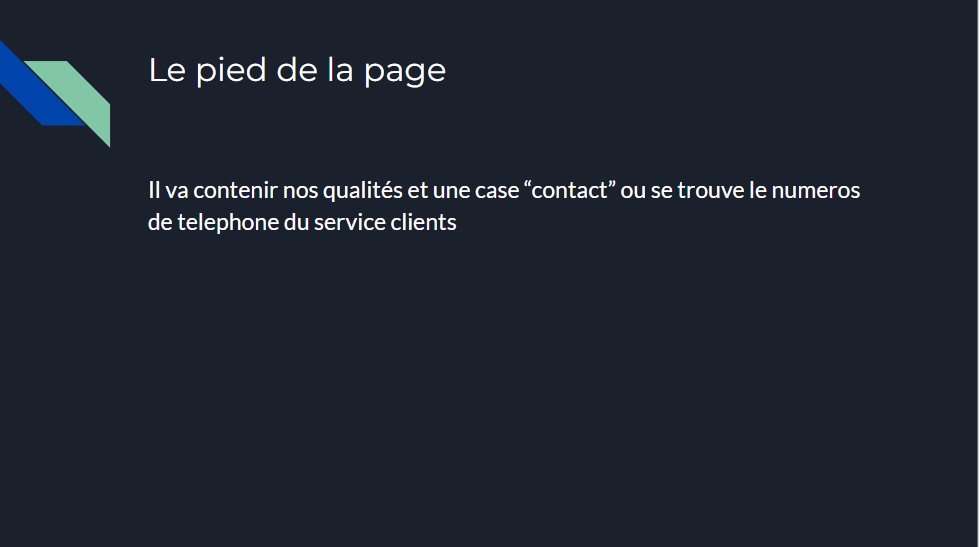 Le pied de la page
Il va contenir nos qualités et une case “contact” ou se trouve le numeros
de telephone du service clients